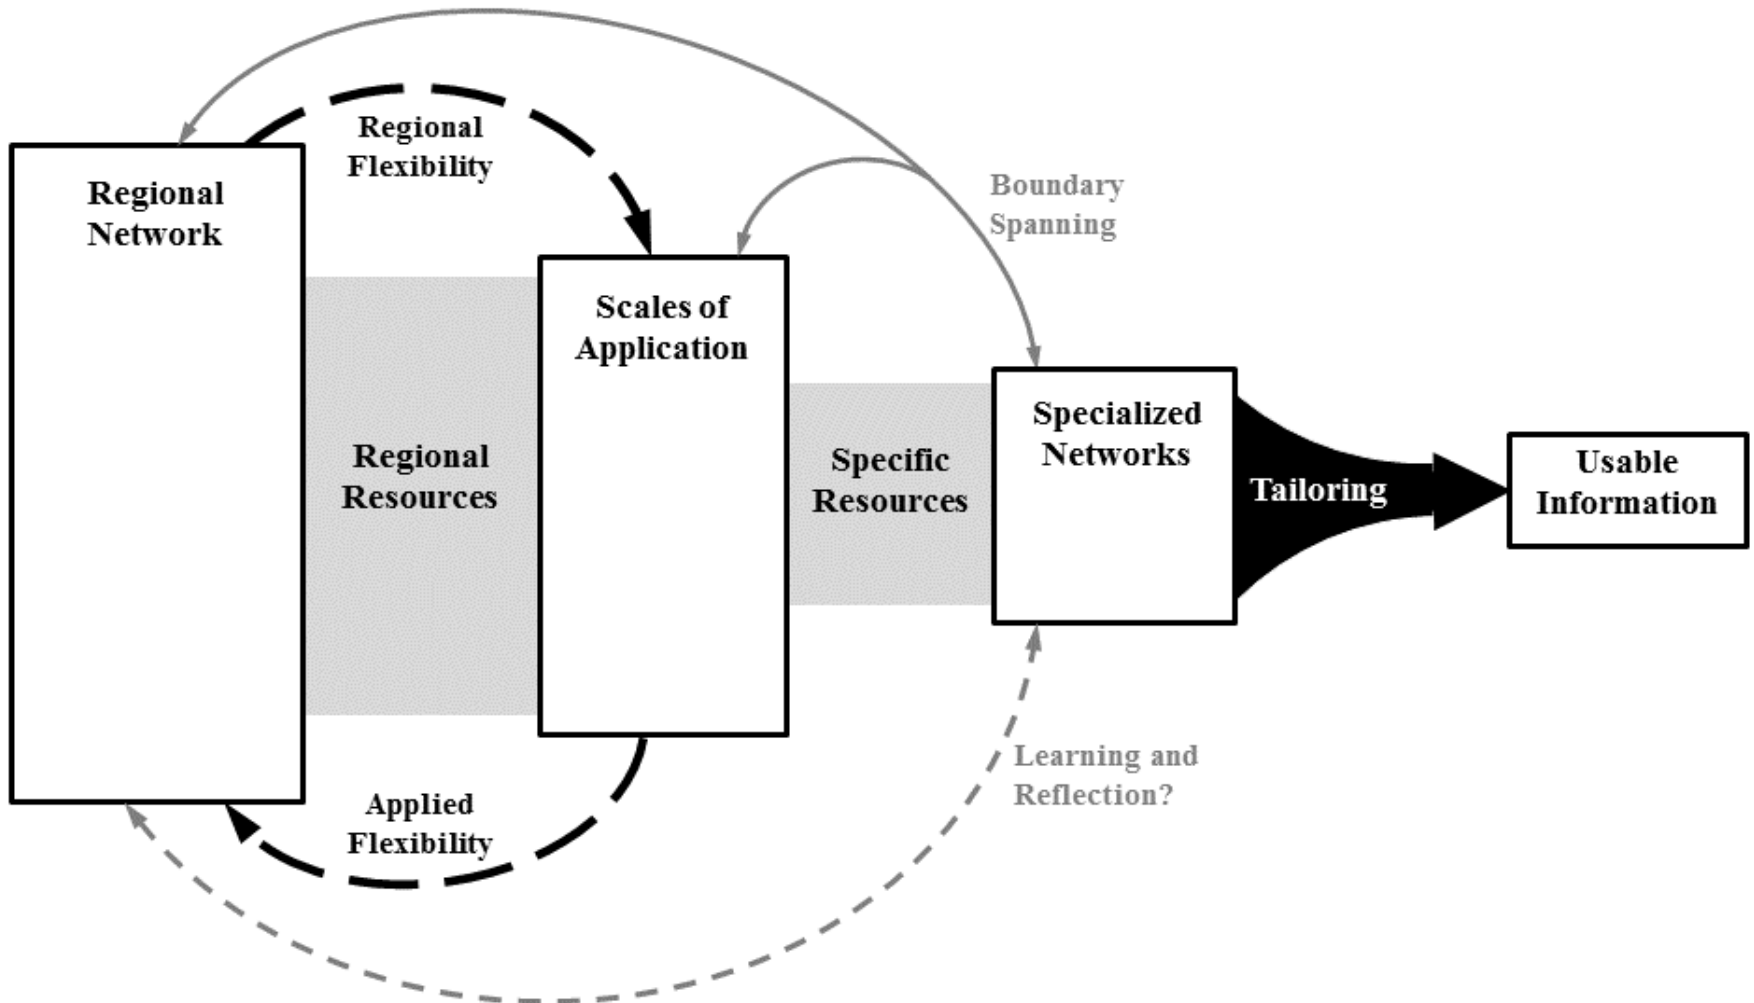 Regional
Flexibility
Regional
Network
Boundary
Spanning
Scales of
Application
Specialized
Networks
Regional
Resources
Specific
Resources
Tailoring
Usable
Information
Learning and
Reflection?
Applied
Flexibility